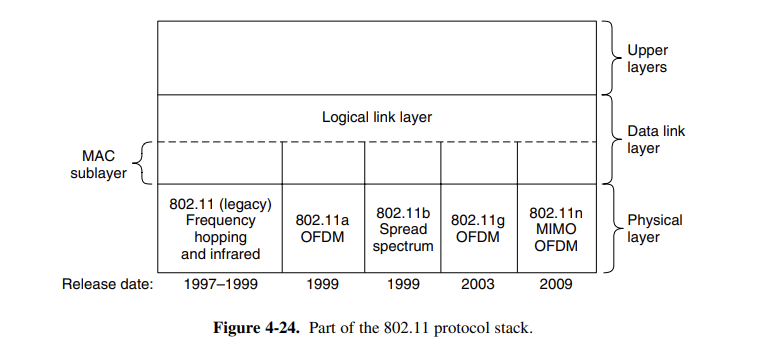 Upper
layers
Logical link layer
Data link
layer
MAC
sublayer
802.11 (legacy)
Frequency
hopping
and infrared
802.11a
OFDM
802.11b
Spread
spectrum
802.11g
OFDM
802.11n
MIMO
OFDM
Physical
layer
Release date: 1997–1999 1999 1999 2003 2009
Figure 4-24. Part of the 802.11 protocol stack.